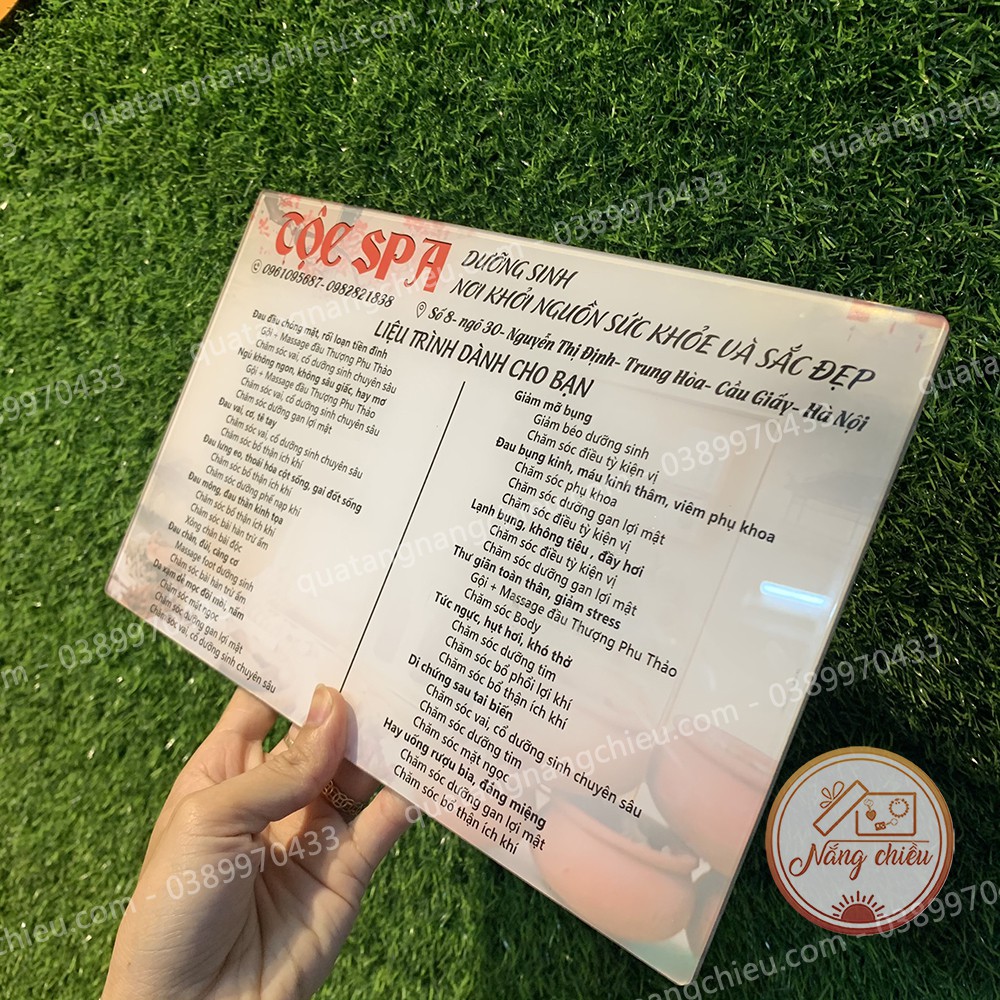 CỘC SPA
DƯỠNG SINH
NƠI KHỞI NGUỒN SỨC KHỎE VÀ SẮC ĐẸP
0961095687- 0982821838
Số 8- ngõ 30- Nguyễn Thị Định- Trung Hòa- Cầu Giấy- Hà Nội
LIỆU TRÌNH DÀNH CHO BẠN
Đau đầu chóng mặt, rối loạn tiền đình
Gội + Massage đầu Thượng Phu Thảo
Chăm sóc vai, cổ dưỡng sinh chuyên sâu
Ngủ không ngon, không sâu giấc, hay mơ
Gội + Massage đầu Thượng Phu Thảo
Chăm sóc vai, cổ dưỡng sinh chuyên sâu
Chăm sóc dưỡng gan lợi mật
Đau vai, cơ, tê tay
Chăm sóc vai, cổ dưỡng sinh chuyên sâu
Chăm sóc bổ thận ích khí
Đau lưng eo, thoái hóa cột sống, gai đốt sống
Chăm sóc bổ thận ích khí
Chăm sóc dưỡng phế nạp khí
Đau mông, đau thần kinh tọa
Chăm sóc bổ thận ích khí
Chăm sóc bài hàn trừ ẩm
Xông chân bài độc
Đau chân, đùi, căng cơ
Massage foot dưỡng sinh
Chăm sóc bài hàn trừ ẩm
Da xám dễ mọc đồi mồi, nám
Chăm sóc mặt ngọc
Chăm sóc dưỡng gan lợi mật
Chăm sóc vai, cổ dưỡng sinh chuyên sâu
Giảm mỡ bụng
Giảm béo dưỡng sinh
Chăm sóc điều tỳ kiện vị
Đau bụng kinh, máu kinh thâm, viêm phụ khoa
Chăm sóc phụ khoa
Chăm sóc dưỡng gan lợi mật
Chăm sóc điều tỳ kiện vị
Lạnh bụng, không tiêu , đầy hơi
Chăm sóc điều tỳ kiện vị
Chăm sóc dưỡng gan lợi mật
Thư giãn toàn thân, giảm stress
Gội + Massage đầu Thượng Phu Thảo
Chăm sóc Body
Tức ngực, hụt hơi, khó thở
Chăm sóc dưỡng tim
Chăm sóc bổ phổi lợi khí
Chăm sóc bổ thận ích khí
Di chứng sau tai biến
Chăm sóc vai, cổ dưỡng sinh chuyên sâu
Chăm sóc dưỡng tim
Chăm sóc mặt ngọc
Hay uống rượu bia, đắng miệng
Chăm sóc dưỡng gan lợi mật
Chăm sóc bổ thận ích khí
Nắng chiều
quatangnangchieu.com - 0389970433